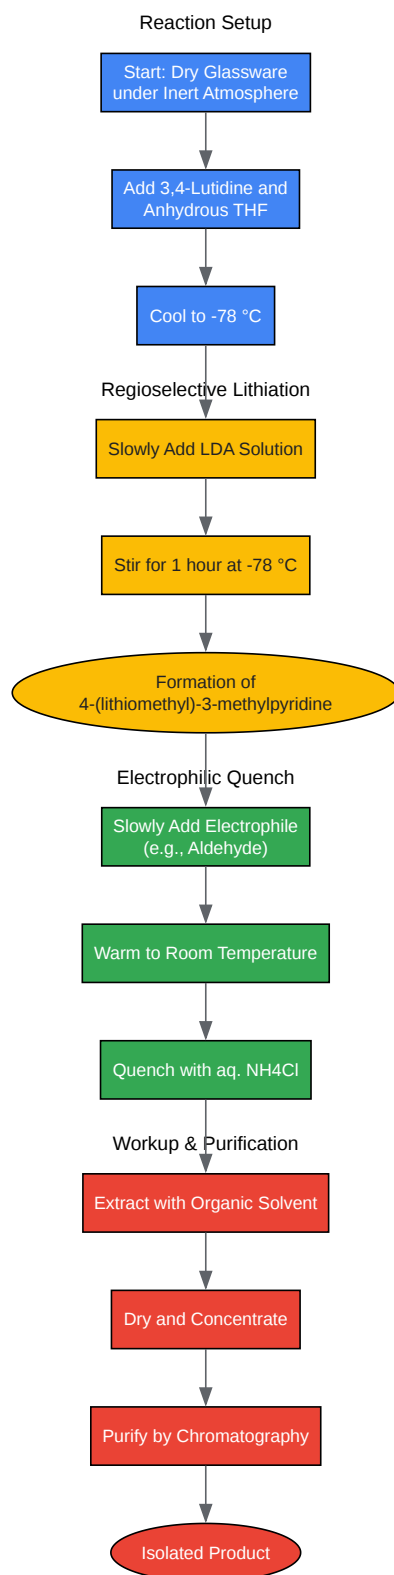 Reaction Setup
Start: Dry Glassware
under Inert Atmosphere
Add 3,4-Lutidine and
Anhydrous THF
Cool to -78 °C
Regioselective Lithiation
Slowly Add LDA Solution
Stir for 1 hour at -78 °C
Formation of
4-(lithiomethyl)-3-methylpyridine
Electrophilic Quench
Slowly Add Electrophile
(e.g., Aldehyde)
Warm to Room Temperature
Quench with aq. NH4Cl
Workup & Purification
Extract with Organic Solvent
Dry and Concentrate
Purify by Chromatography
Isolated Product